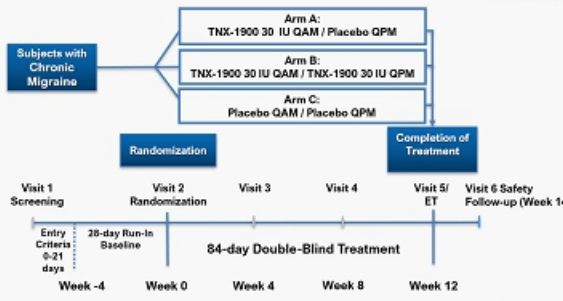 Arm A:
TNX-1900 30 IU QAM / Placebo QPM
Subjects with
Chronic
Migraine
Arm B:
TNX-1900 30 IU QAM / TNX-1900 30 IU QPM
Arm C:
Placebo QAM / Placebo QPM
Randomization
Completion of
Treatment
Visit 1
Screening
Visit 2
Randomization
Visit 3
Visit 4
Visit 5/
ET
Visit 6 Safety
Follow-up (Week
Entry
Criteria
0-21
days
28-day Run-In
Baseline
84-day Double-Blind Treatment
Week -4
Week 0
Week 4
Week 8
Week 12